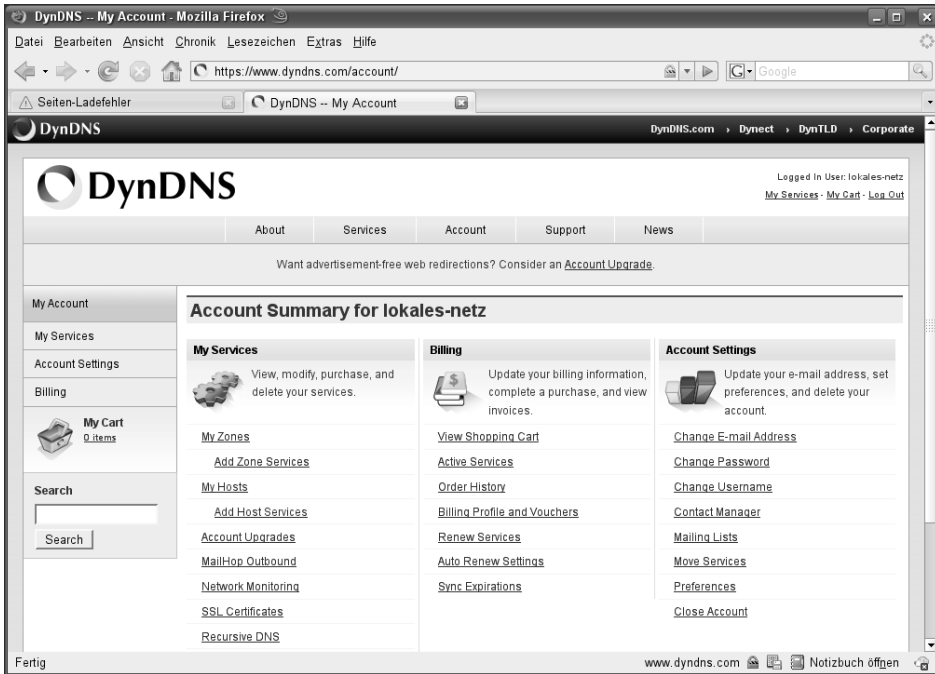 DynDNS -- My Account - Mozilla Firefox
Datei Bearbeiten Ansicht Chronik Lesezeichen Extras Hilfe
https://www.dyndns.com/account/
G Google
Seiten-Ladefehler
DynDNS -- My Account
DynDNS
DynDNS.com › Dynect › DynTLD › Corporate
DynDNS
Logged In User: lokales-netz
My Services - My Cart - Log Out
About Services Account Support News
Want advertisement-free web redirections? Consider an Account Upgrade.
My Account
My Services
Account Settings
Billing
My Cart
0 items
Search
Search
Account Summary for lokales-netz
My Services
View, modify, purchase, and
delete your services.
My Zones
Add Zone Services
My Hosts
Add Host Services
Account Upgrades
MailHop Outbound
Network Monitoring
SSL Certificates
Recursive DNS
Billing
$
Update your billing information,
complete a purchase, and view
invoices.
View Shopping Cart
Active Services
Order History
Billing Profile and Vouchers
Renew Services
Auto Renew Settings
Sync Expirations
Account Settings
Update your e-mail address, set
preferences, and delete your
account.
Change E-mail Address
Change Password
Change Username
Contact Manager
Mailing Lists
Move Services
Preferences
Close Account
Fertig
www.dyndns.com
Notizbuch öffnen